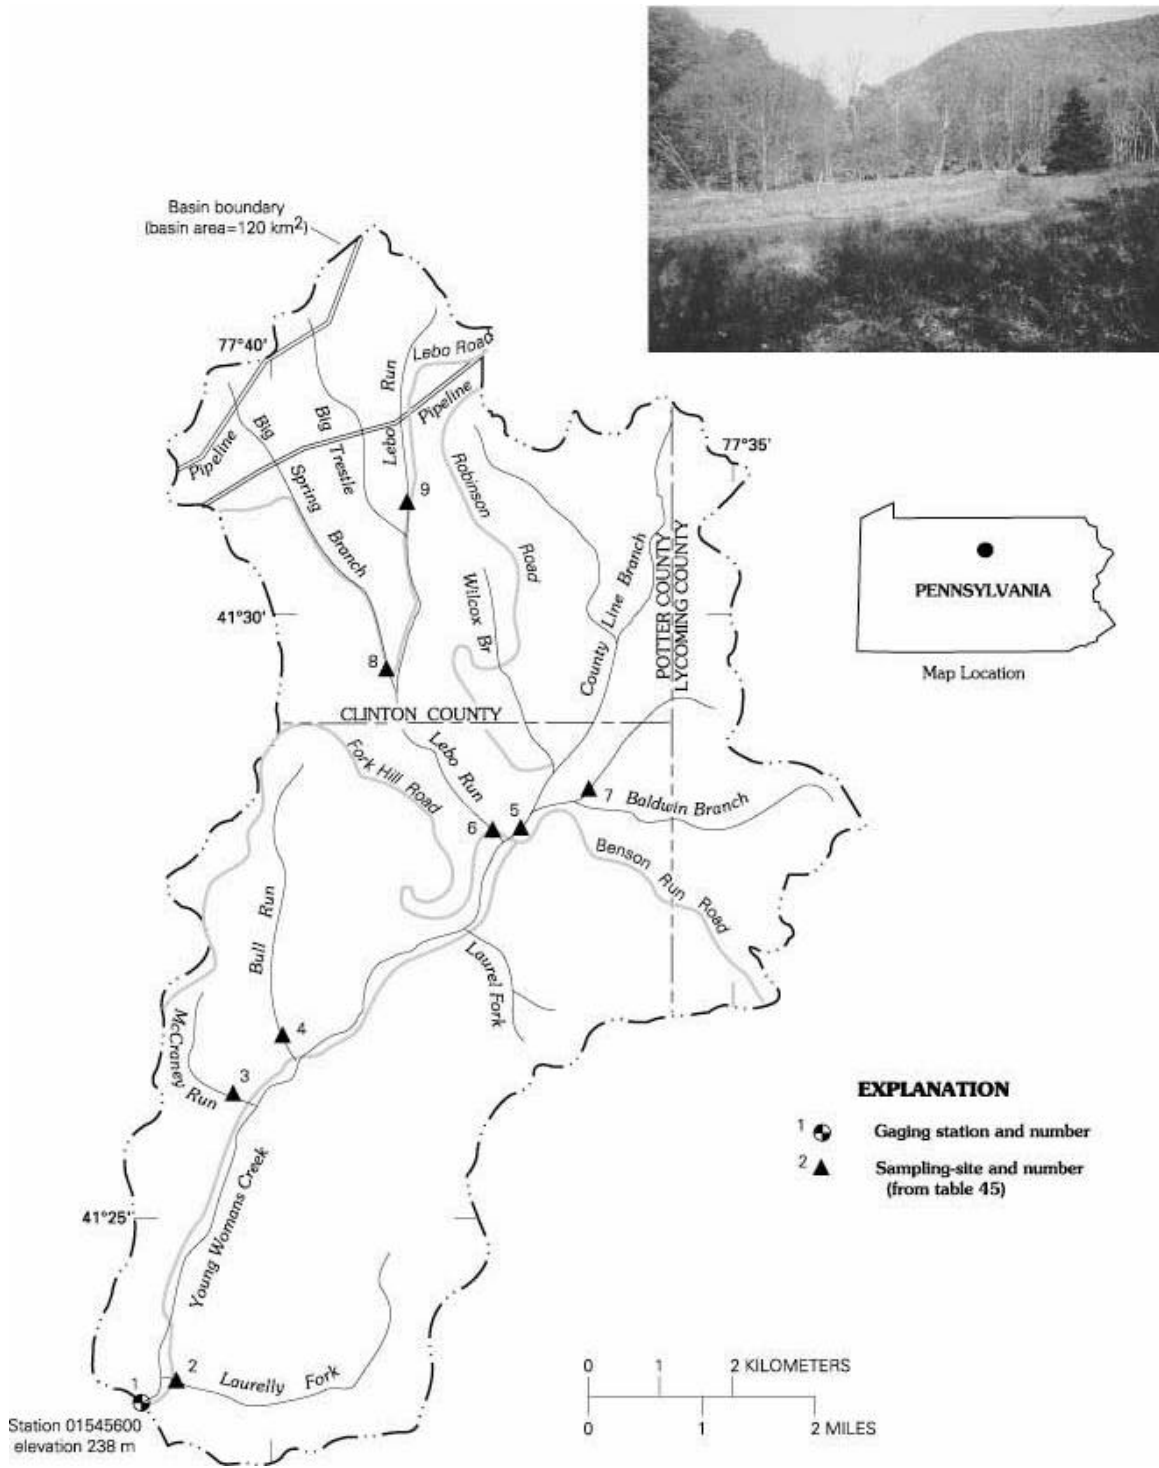 Basin boundary
(basin area=120 km2)
77°40'
Lebo Road
Lebo Run
Pipeline
Pipeline
Big Spring Branch
Big Trestle
9
Robinson Road
77°35'
Wilcox Br
County Line Branch
POTTER COUNTY
LYCOMING COUNTY
PENNSYLVANIA
Map Location
41°30'
8
CLINTON COUNTY
Fork Hill Road
Lebo Run
7
Baldwin Branch
5
6
Benson Run Road
Bull Run
Laurel Fork
McCraney Run
4
3
EXPLANATION
1 Gaging station and number
2 Sampling-site and number
(from table 45)
41°25'
Young Womans Creek
2
Laurelly Fork
1
Station 01545600
elevation 238 m
0 1 2 KILOMETERS
0 1 2 MILES